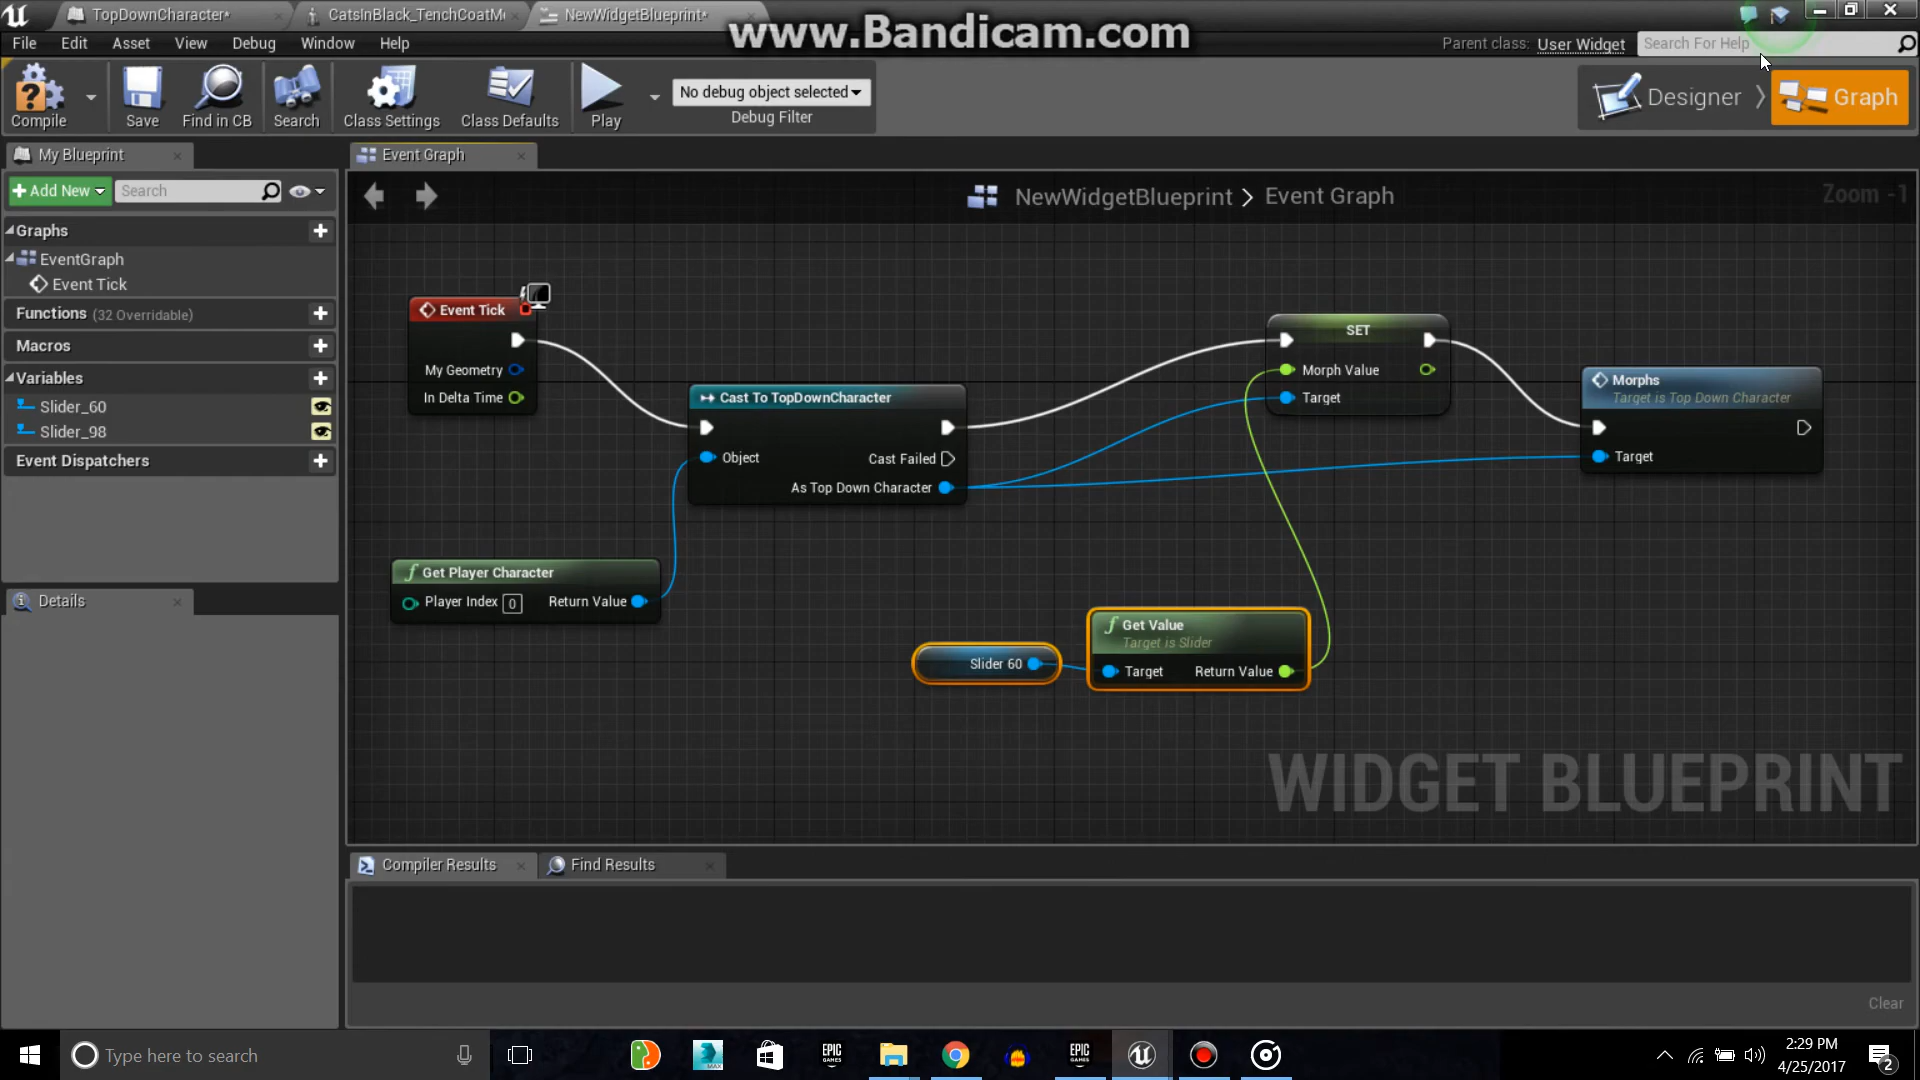 TopDownCharacter*
CatsInBlack_TenchCoatM
NewWidgetBlueprint*
www.Bandicam.com
File
Edit
Asset
View
Debug
Window
Help
Parent class:
User Widget
Search For Help
Compile
Save
Find in CB
Search
Class Settings
Class Defaults
Play
No debug object selected
Debug Filter
Designer
Graph
My Blueprint
Event Graph
+ Add New
Search
NewWidgetBlueprint > Event Graph
Zoom -1
Graphs
EventGraph
Event Tick
Functions (32 Overridable)
Macros
Variables
Slider_60
Slider_98
Event Dispatchers
Details
Event Tick
My Geometry
In Delta Time
Cast To TopDownCharacter
Object
Cast Failed
As Top Down Character
SET
Morph Value
Target
Morphs
Target is Top Down Character
Target
Get Player Character
Player Index 0
Return Value
Slider 60
Get Value
Target is Slider
Target
Return Value
WIDGET BLUEPRINT
Compiler Results
Find Results
Clear
Type here to search
MAX
EPIC
GAMES
EPIC
GAMES
2:29 PM
4/25/2017
2